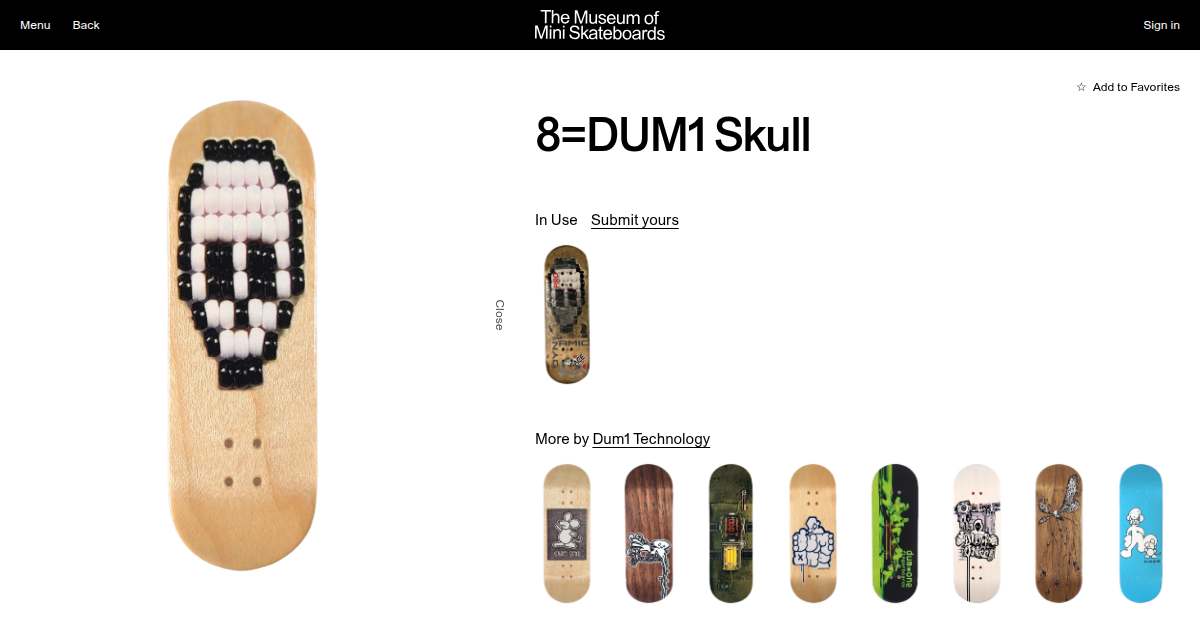 Menu
Back
The Museum of
Mini Skateboards
Sign in
☆ Add to Favorites
8=DUM1 Skull
In Use
Submit yours
Close
More by Dum1 Technology